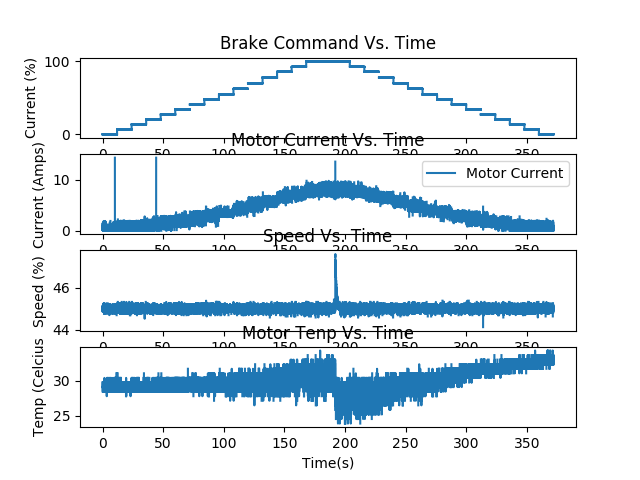 Brake Command Vs. Time
Current (%)
100
0
0 50 100 150 200 250 300 350
Motor Current Vs. Time
Current (Amps)
10
0
Motor Current
0 50 100 150 200 250 300 350
Speed Vs. Time
Speed (%)
46
44
0 50 100 150 200 250 300 350
Motor Tenp Vs. Time
Temp (Celcius
30
25
0 50 100 150 200 250 300 350
Time(s)